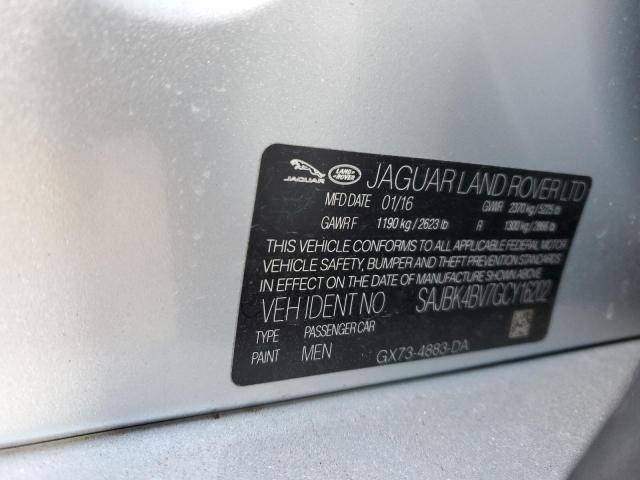 JAGUAR LAND ROVER JAGUAR LAND ROVER LTD
MFD DATE 01/16 GVWR 2370 kg / 5225 lb
GAWR F 1190 kg / 2623 lb R 1300 kg / 2866 lb
THIS VEHICLE CONFORMS TO ALL APPLICABLE FEDERAL MOTOR
VEHICLE SAFETY, BUMPER AND THEFT PREVENTION STANDARDS
IN EFFECT ON THE DATE OF MANUFACTURE SHOWN ABOVE.
VEH IDENT NO SAJBK4BV7GCY16202
TYPE PASSENGER CAR
PAINT MEN GX73-4883-DA